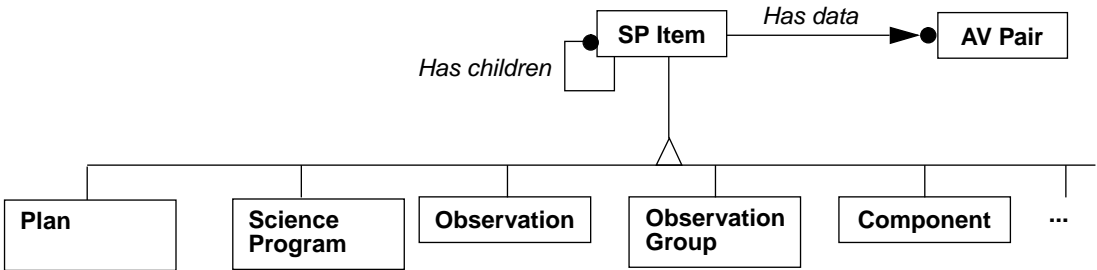 SP Item
Has data
AV Pair
Has children
Plan
Science
Program
Observation
Observation
Group
Component
...